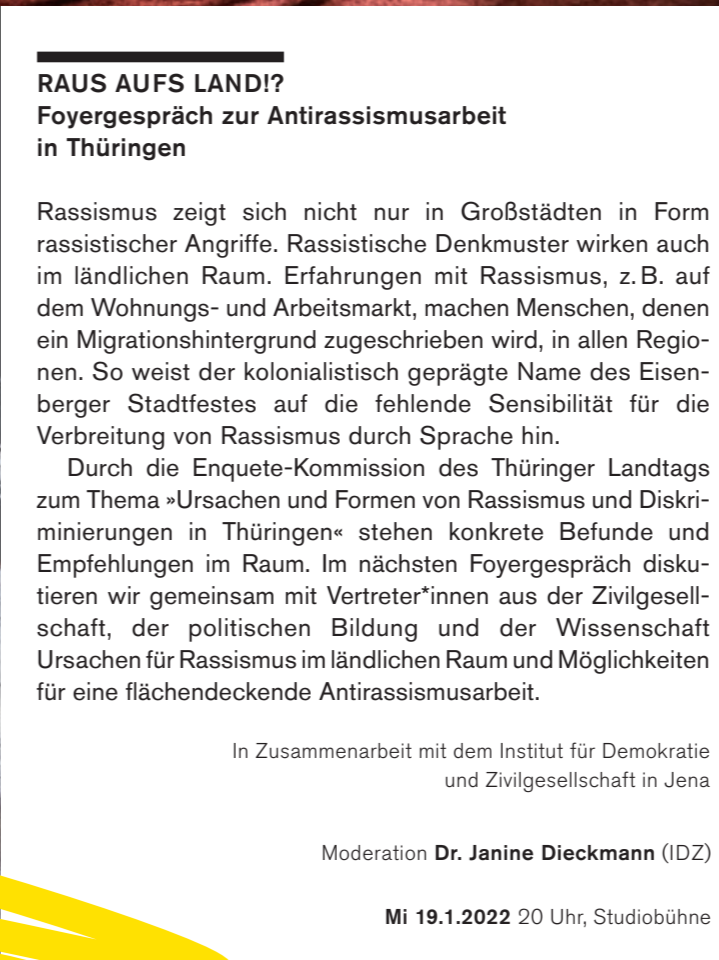 RAUS AUFS LAND!?
Foyergespräch zur Antirassismusarbeit
in Thüringen
Rassismus zeigt sich nicht nur in Großstädten in Form
rassistischer Angriffe. Rassistische Denkmuster wirken auch
im ländlichen Raum. Erfahrungen mit Rassismus, z. B. auf
dem Wohnungs- und Arbeitsmarkt, machen Menschen, denen
ein Migrationshintergrund zugeschrieben wird, in allen Regio-
nen. So weist der kolonialistisch geprägte Name des Eisen-
berger Stadtfestes auf die fehlende Sensibilität für die
Verbreitung von Rassismus durch Sprache hin.
Durch die Enquete-Kommission des Thüringer Landtags
zum Thema »Ursachen und Formen von Rassismus und Diskri-
minierungen in Thüringen« stehen konkrete Befunde und
Empfehlungen im Raum. Im nächsten Foyergespräch disku-
tieren wir gemeinsam mit Vertreter*innen aus der Zivilgesell-
schaft, der politischen Bildung und der Wissenschaft
Ursachen für Rassismus im ländlichen Raum und Möglichkeiten
für eine flächendeckende Antirassismusarbeit.
In Zusammenarbeit mit dem Institut für Demokratie
und Zivilgesellschaft in Jena
Moderation Dr. Janine Dieckmann (IDZ)
Mi 19.1.2022 20 Uhr, Studiobühne